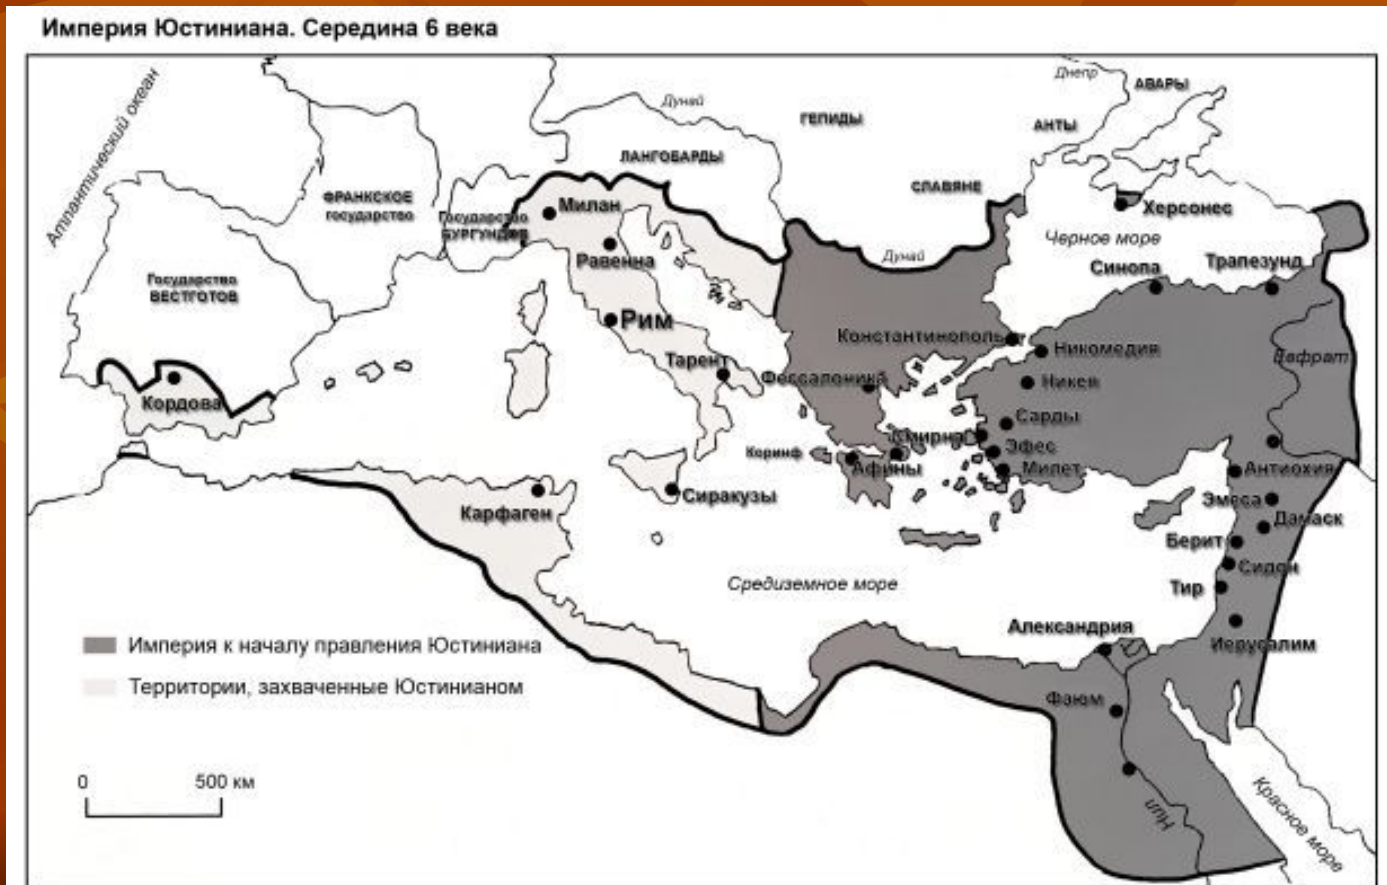 Империя Юстиниана. Середина 6 века
Атлантический океан
Днепр
АВАРЫ
Дунай
ГЕПИДЫ
АНТЫ
ЛАНГОБАРДЫ
СЛАВЯНЕ
ФРАНКСКОЕ
государство
Государство
БУРГУНДОВ
Милан
Херсонес
Черное море
Равенна
Дунай
Синопа
Трапезунд
Государство
ВЕСТГОТОВ
Рим
Константинополь
Никомедия
Евфрат
Тарент
Фессалоника
Никея
Кордова
Сарды
Смирна
Эфес
Коринф
Афины
Милет
Антиохия
Карфаген
Сиракузы
Эмеса
Дамаск
Берит
Сидон
Средиземное море
Тир
Александрия
Иерусалим
Империя к началу правления Юстиниана
Территории, захваченные Юстинианом
Фаюм
0 500 км
Нил
Красное море